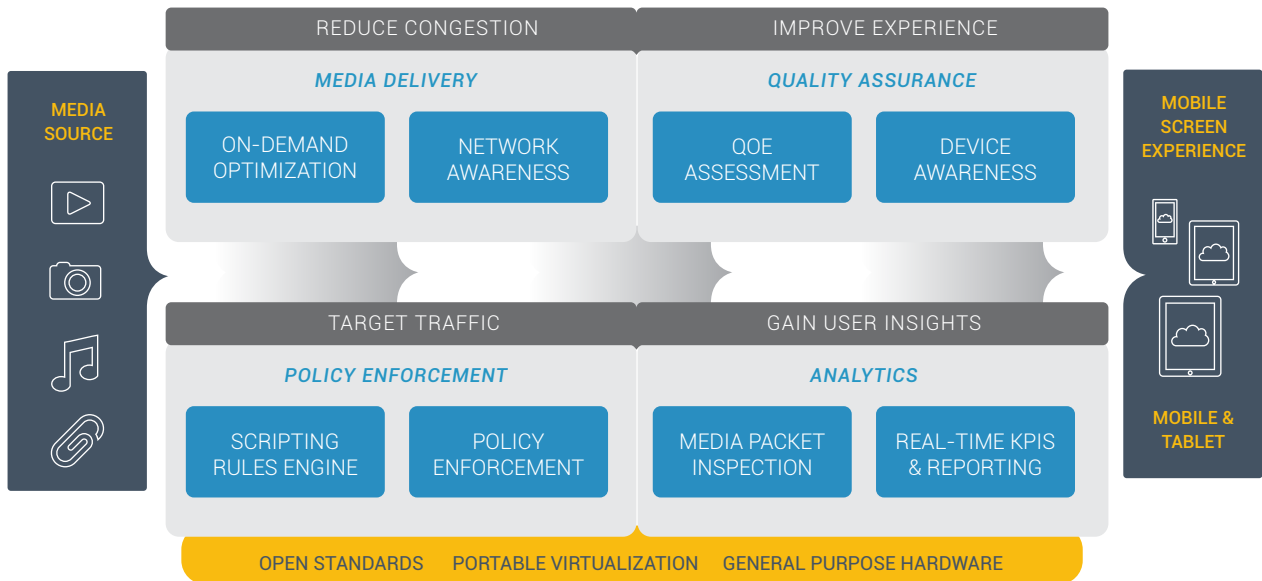 REDUCE CONGESTION
IMPROVE EXPERIENCE
MEDIA
SOURCE
MEDIA DELIVERY
ON-DEMAND
OPTIMIZATION
NETWORK
AWARENESS
QUALITY ASSURANCE
QOE
ASSESSMENT
DEVICE
AWARENESS
MOBILE
SCREEN
EXPERIENCE
TARGET TRAFFIC
GAIN USER INSIGHTS
POLICY ENFORCEMENT
SCRIPTING
RULES ENGINE
POLICY
ENFORCEMENT
ANALYTICS
MEDIA PACKET
INSPECTION
REAL-TIME KPIS
& REPORTING
MOBILE &
TABLET
OPEN STANDARDS PORTABLE VIRTUALIZATION GENERAL PURPOSE HARDWARE